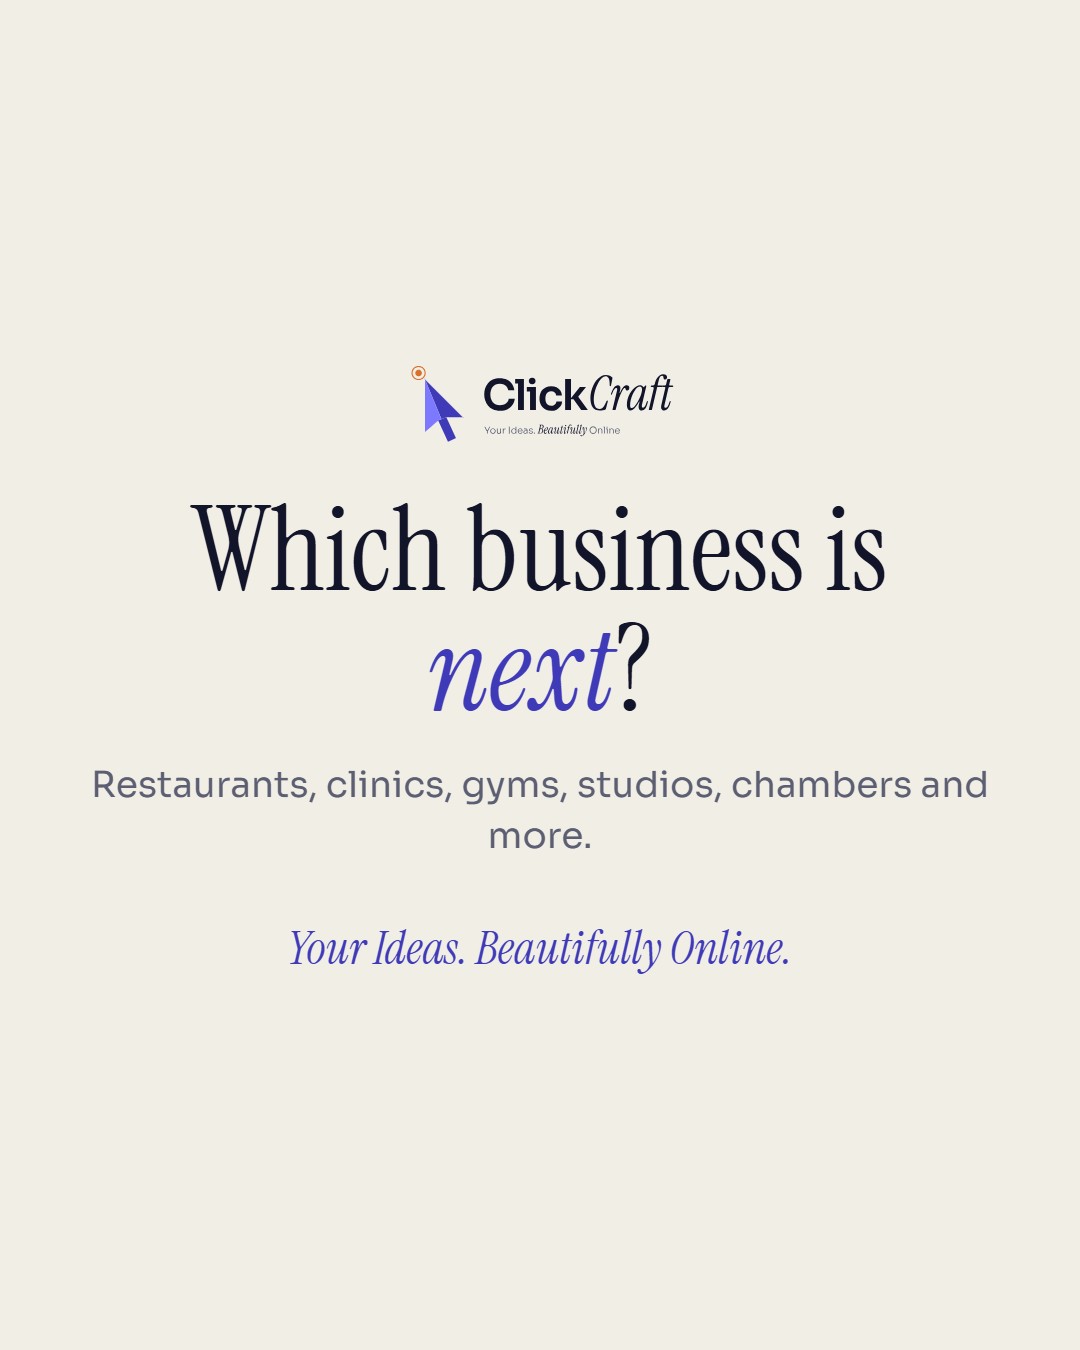 ClickCraft
Your Ideas. Beautifully Online
Which business is
next?
Restaurants, clinics, gyms, studios, chambers and
more.
Your Ideas. Beautifully Online.